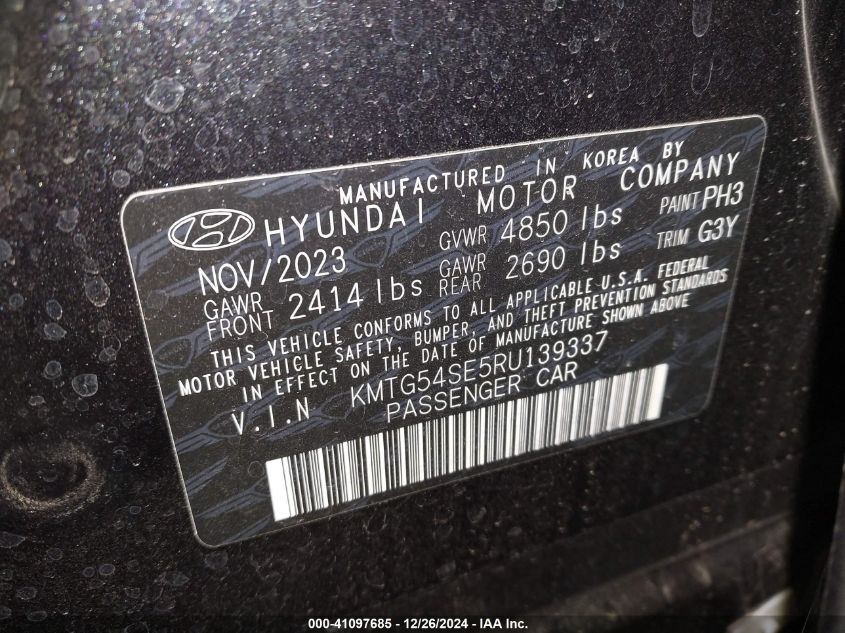 MANUFACTURED IN KOREA BY
HYUNDAI MOTOR COMPANY
NOV/2023 GVWR 4850 lbs PAINT PH3
GAWR FRONT 2414 lbs GAWR REAR 2690 lbs TRIM G3Y
THIS VEHICLE CONFORMS TO ALL APPLICABLE U.S.A. FEDERAL
MOTOR VEHICLE SAFETY, BUMPER, AND THEFT PREVENTION STANDARDS
IN EFFECT ON THE DATE OF MANUFACTURE SHOWN ABOVE
V.I.N KMTG54SE5RU139337
PASSENGER CAR
000-41097685 - 12/26/2024 - IAA Inc.